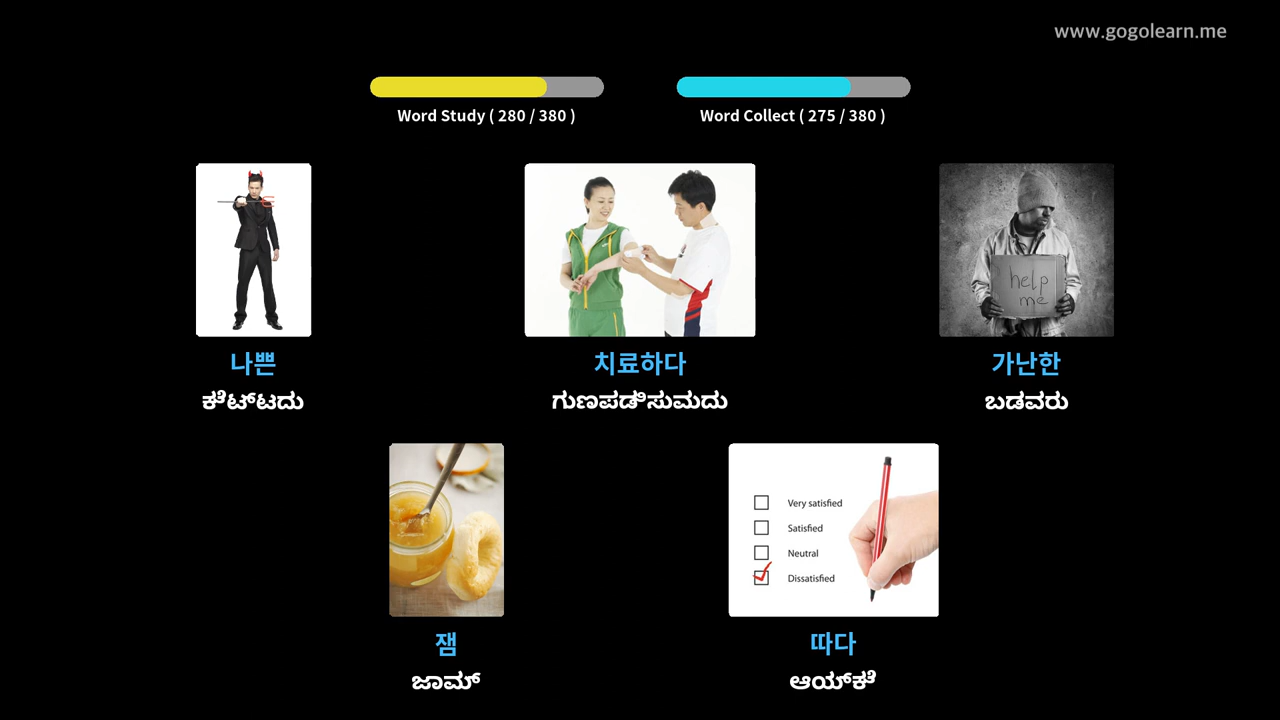 www.gogolearn.me
Word Study ( 280 / 380 )
Word Collect ( 275 / 380 )
help
me
나쁜
치료하다
가난한
ಕೆಟ್ಟದು
ಗುಣಪಡಿಸುವುದು
ಬಡವರು
Very satisfied
Satisfied
Neutral
Dissatisfied
잼
따다
ಜಾಮ್
ಆಯ್ಕೆ